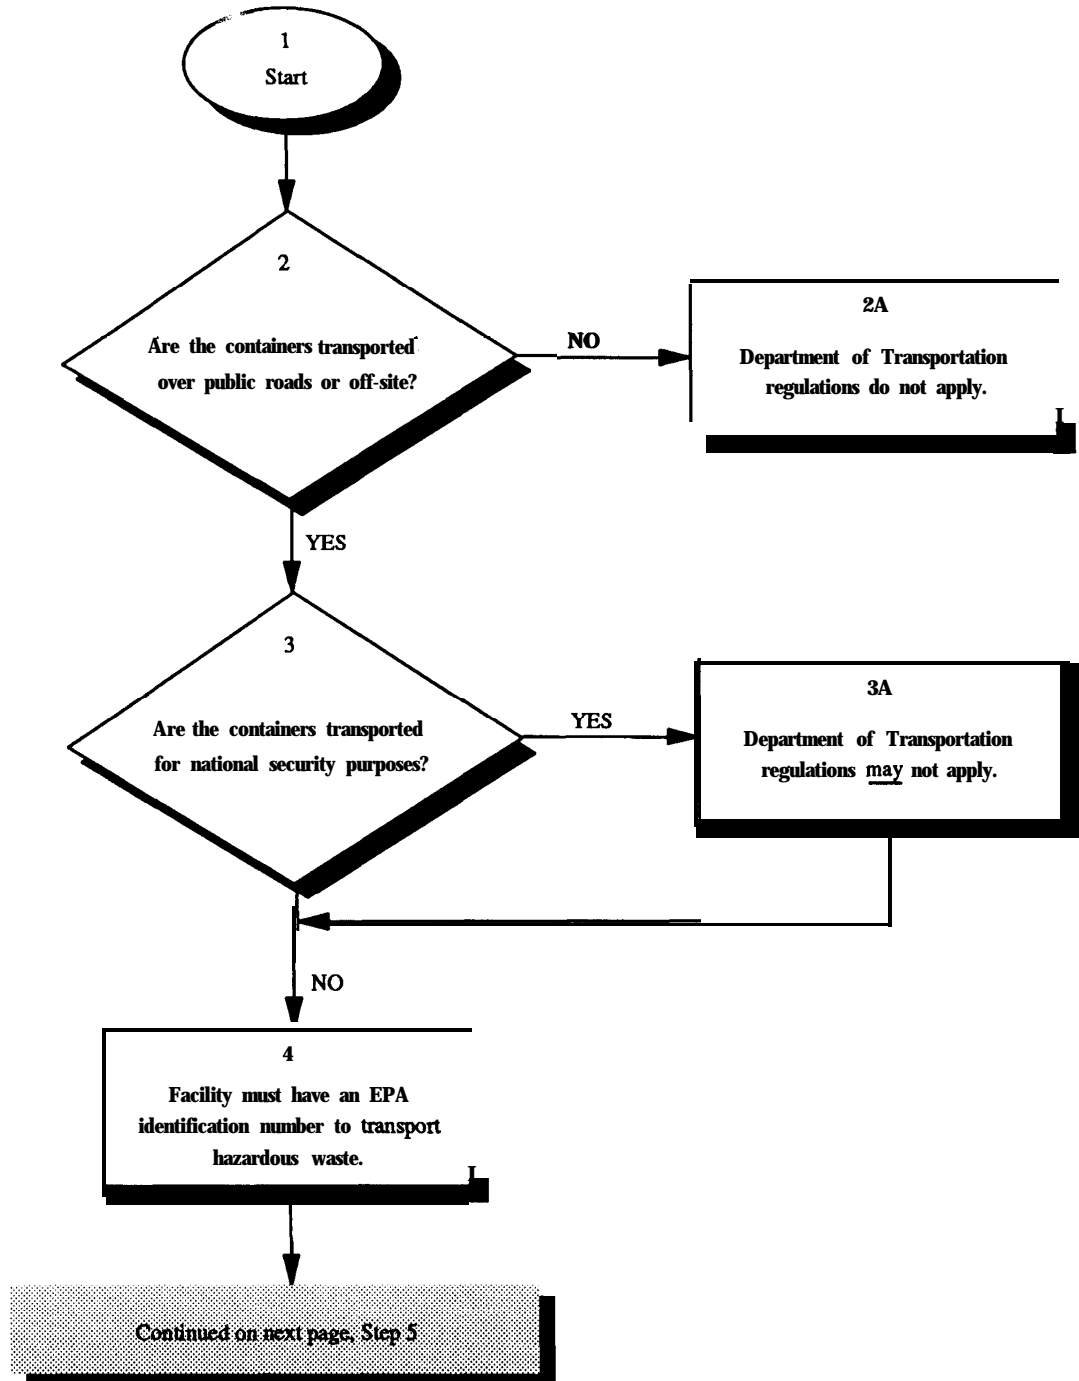 1
Start
2
Are the containers transported
over public roads or off-site?
NO
2A
Department of Transportation
regulations do not apply.
YES
3
Are the containers transported
for national security purposes?
YES
3A
Department of Transportation
regulations may not apply.
NO
4
Facility must have an EPA
identification number to transport
hazardous waste.
Continued on next page, Step 5